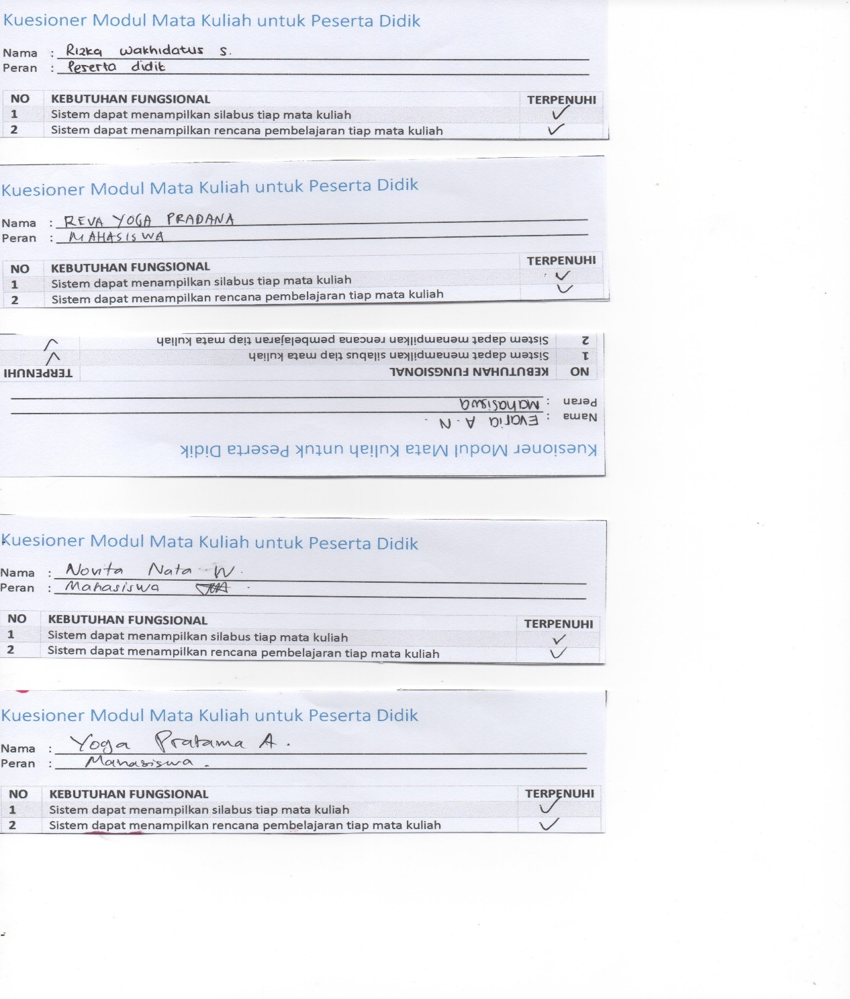 Kuesioner Modul Mata Kuliah untuk Peserta Didik
Nama : Rizka Wakhidatus S.
Peran : Peserta didik
NO KEBUTUHAN FUNGSIONAL TERPENUHI
1 Sistem dapat menampilkan silabus tiap mata kuliah ✓
2 Sistem dapat menampilkan rencana pembelajaran tiap mata kuliah ✓
Kuesioner Modul Mata Kuliah untuk Peserta Didik
Nama : REVA YOGA PRADANA
Peran : MAHASISWA
NO KEBUTUHAN FUNGSIONAL TERPENUHI
1 Sistem dapat menampilkan silabus tiap mata kuliah ✓
2 Sistem dapat menampilkan rencana pembelajaran tiap mata kuliah ✓
Kuesioner Modul Mata Kuliah untuk Peserta Didik
Nama : Evaria A. N.
Peran : Mahasiswa
NO KEBUTUHAN FUNGSIONAL TERPENUHI
1 Sistem dapat menampilkan silabus tiap mata kuliah ✓
2 Sistem dapat menampilkan rencana pembelajaran tiap mata kuliah ✓
Kuesioner Modul Mata Kuliah untuk Peserta Didik
Nama : Novita Nata W.
Peran : Mahasiswa
NO KEBUTUHAN FUNGSIONAL TERPENUHI
1 Sistem dapat menampilkan silabus tiap mata kuliah ✓
2 Sistem dapat menampilkan rencana pembelajaran tiap mata kuliah ✓
Kuesioner Modul Mata Kuliah untuk Peserta Didik
Nama : Yoga Pratama A.
Peran : Mahasiswa.
NO KEBUTUHAN FUNGSIONAL TERPENUHI
1 Sistem dapat menampilkan silabus tiap mata kuliah ✓
2 Sistem dapat menampilkan rencana pembelajaran tiap mata kuliah ✓